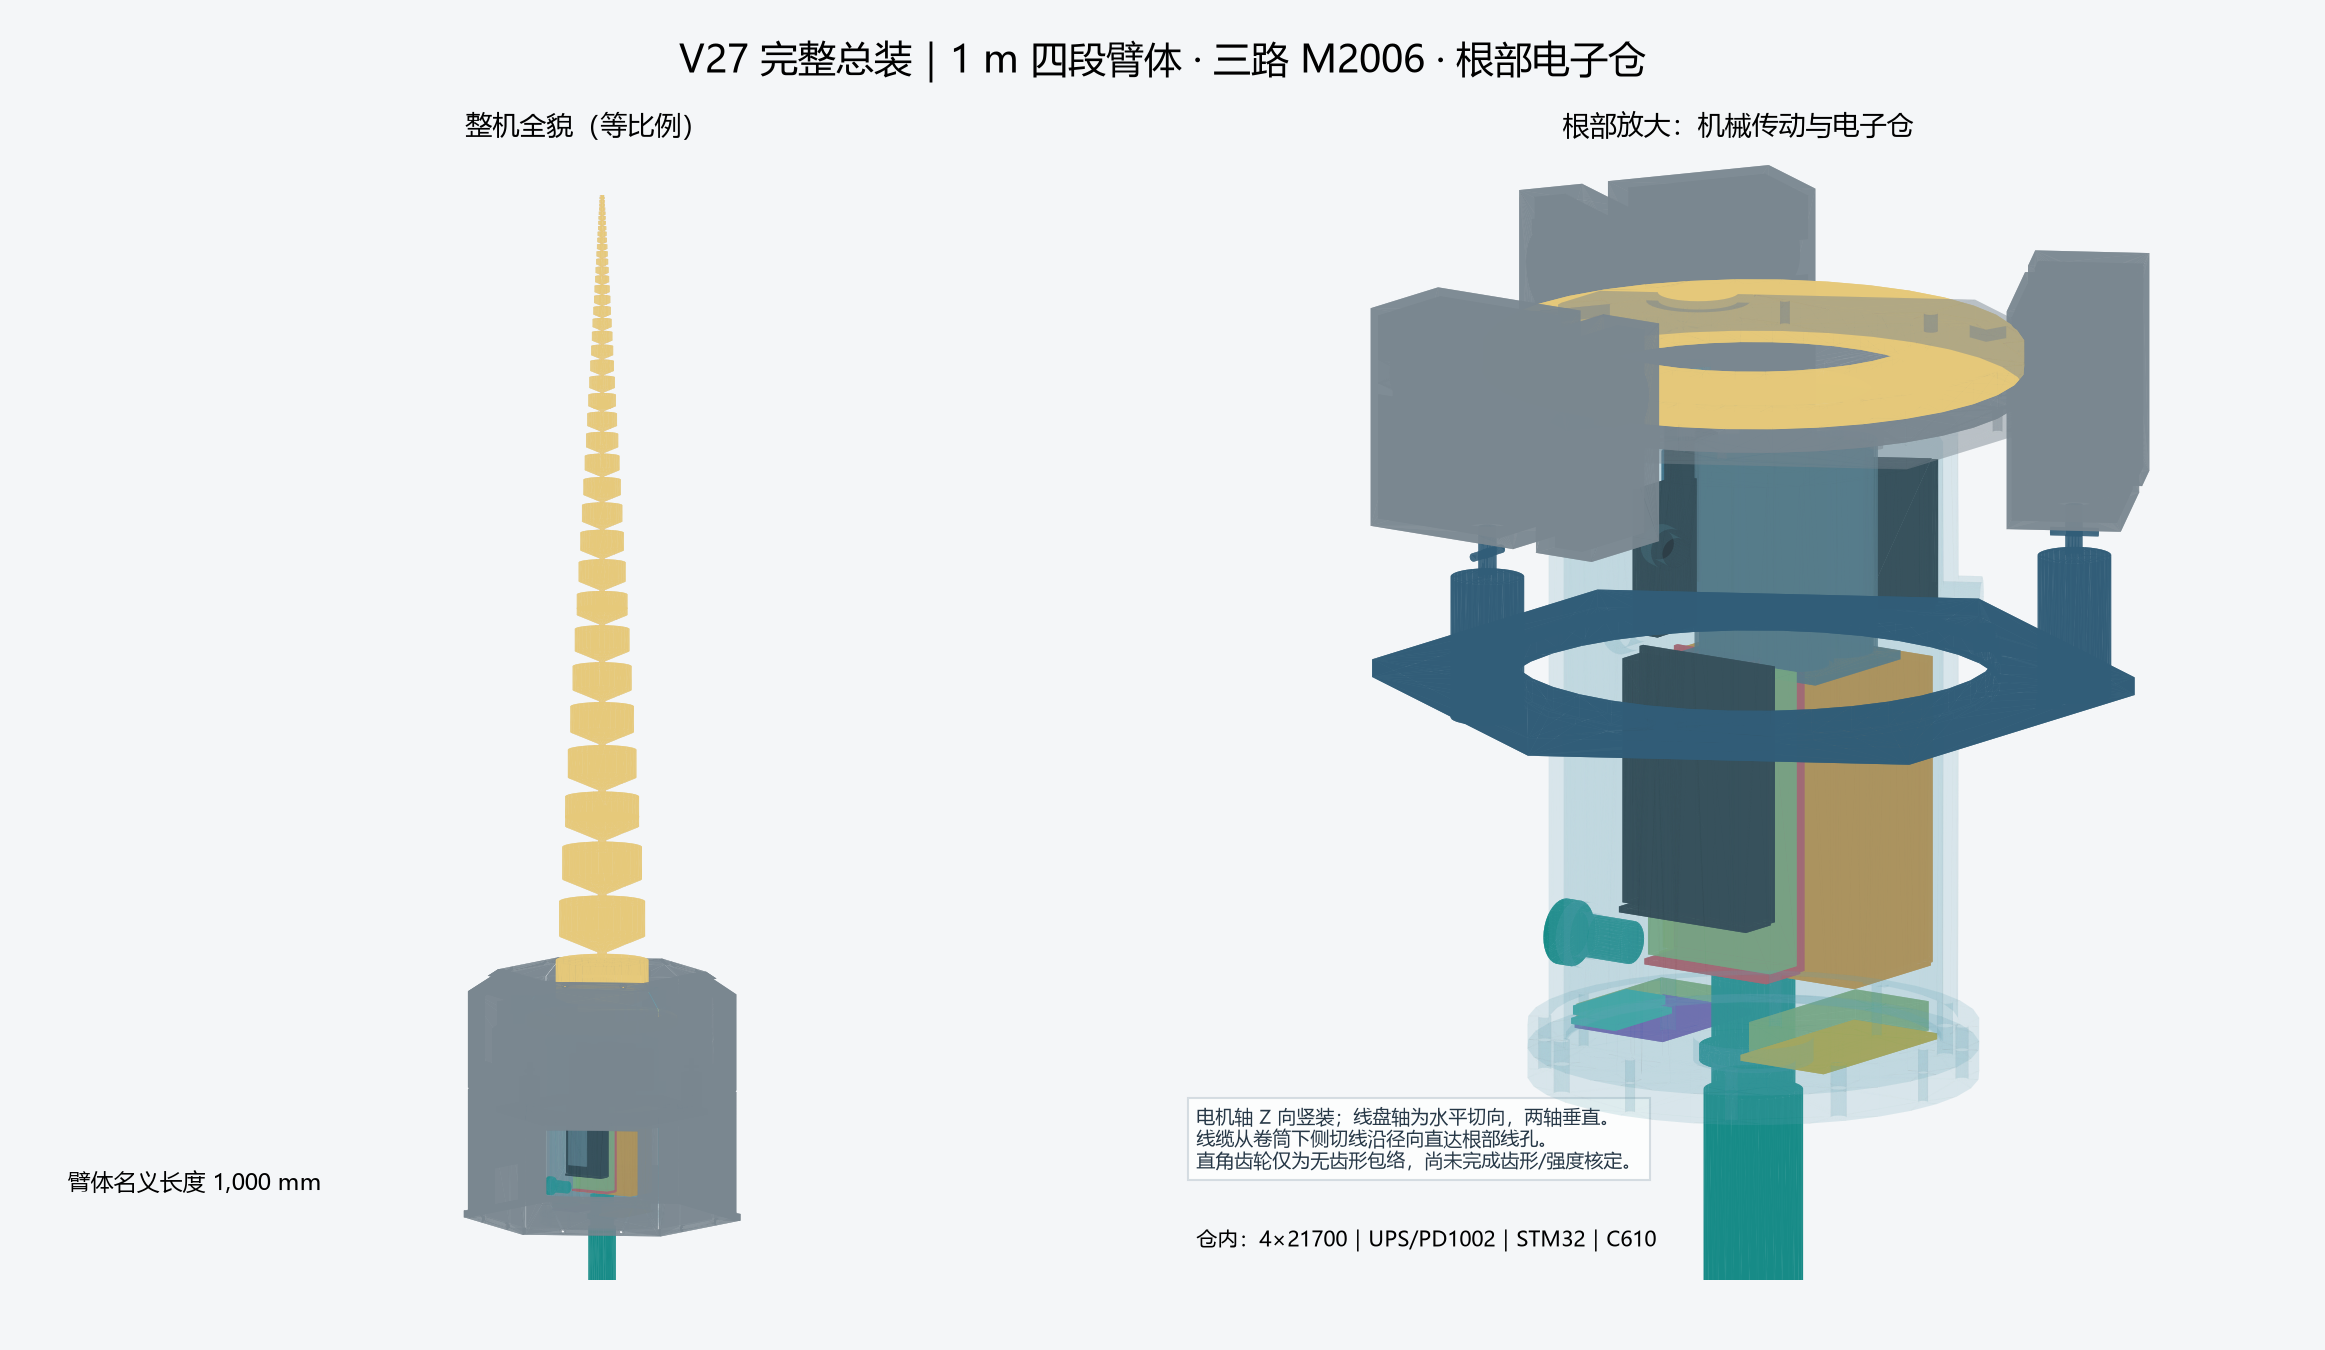 V27 完整总装 | 1 m 四段臂体 · 三路 M2006 · 根部电子仓
整机全貌（等比例）
根部放大：机械传动与电子仓
臂体名义长度 1,000 mm
电机轴 Z 向竖装；线盘轴为水平切向，两轴垂直。
线缆从卷筒下侧切线沿径向直达根部线孔。
直角齿轮仅为无齿形包络，尚未完成齿形/强度核定。
仓内：4×21700 | UPS/PD1002 | STM32 | C610